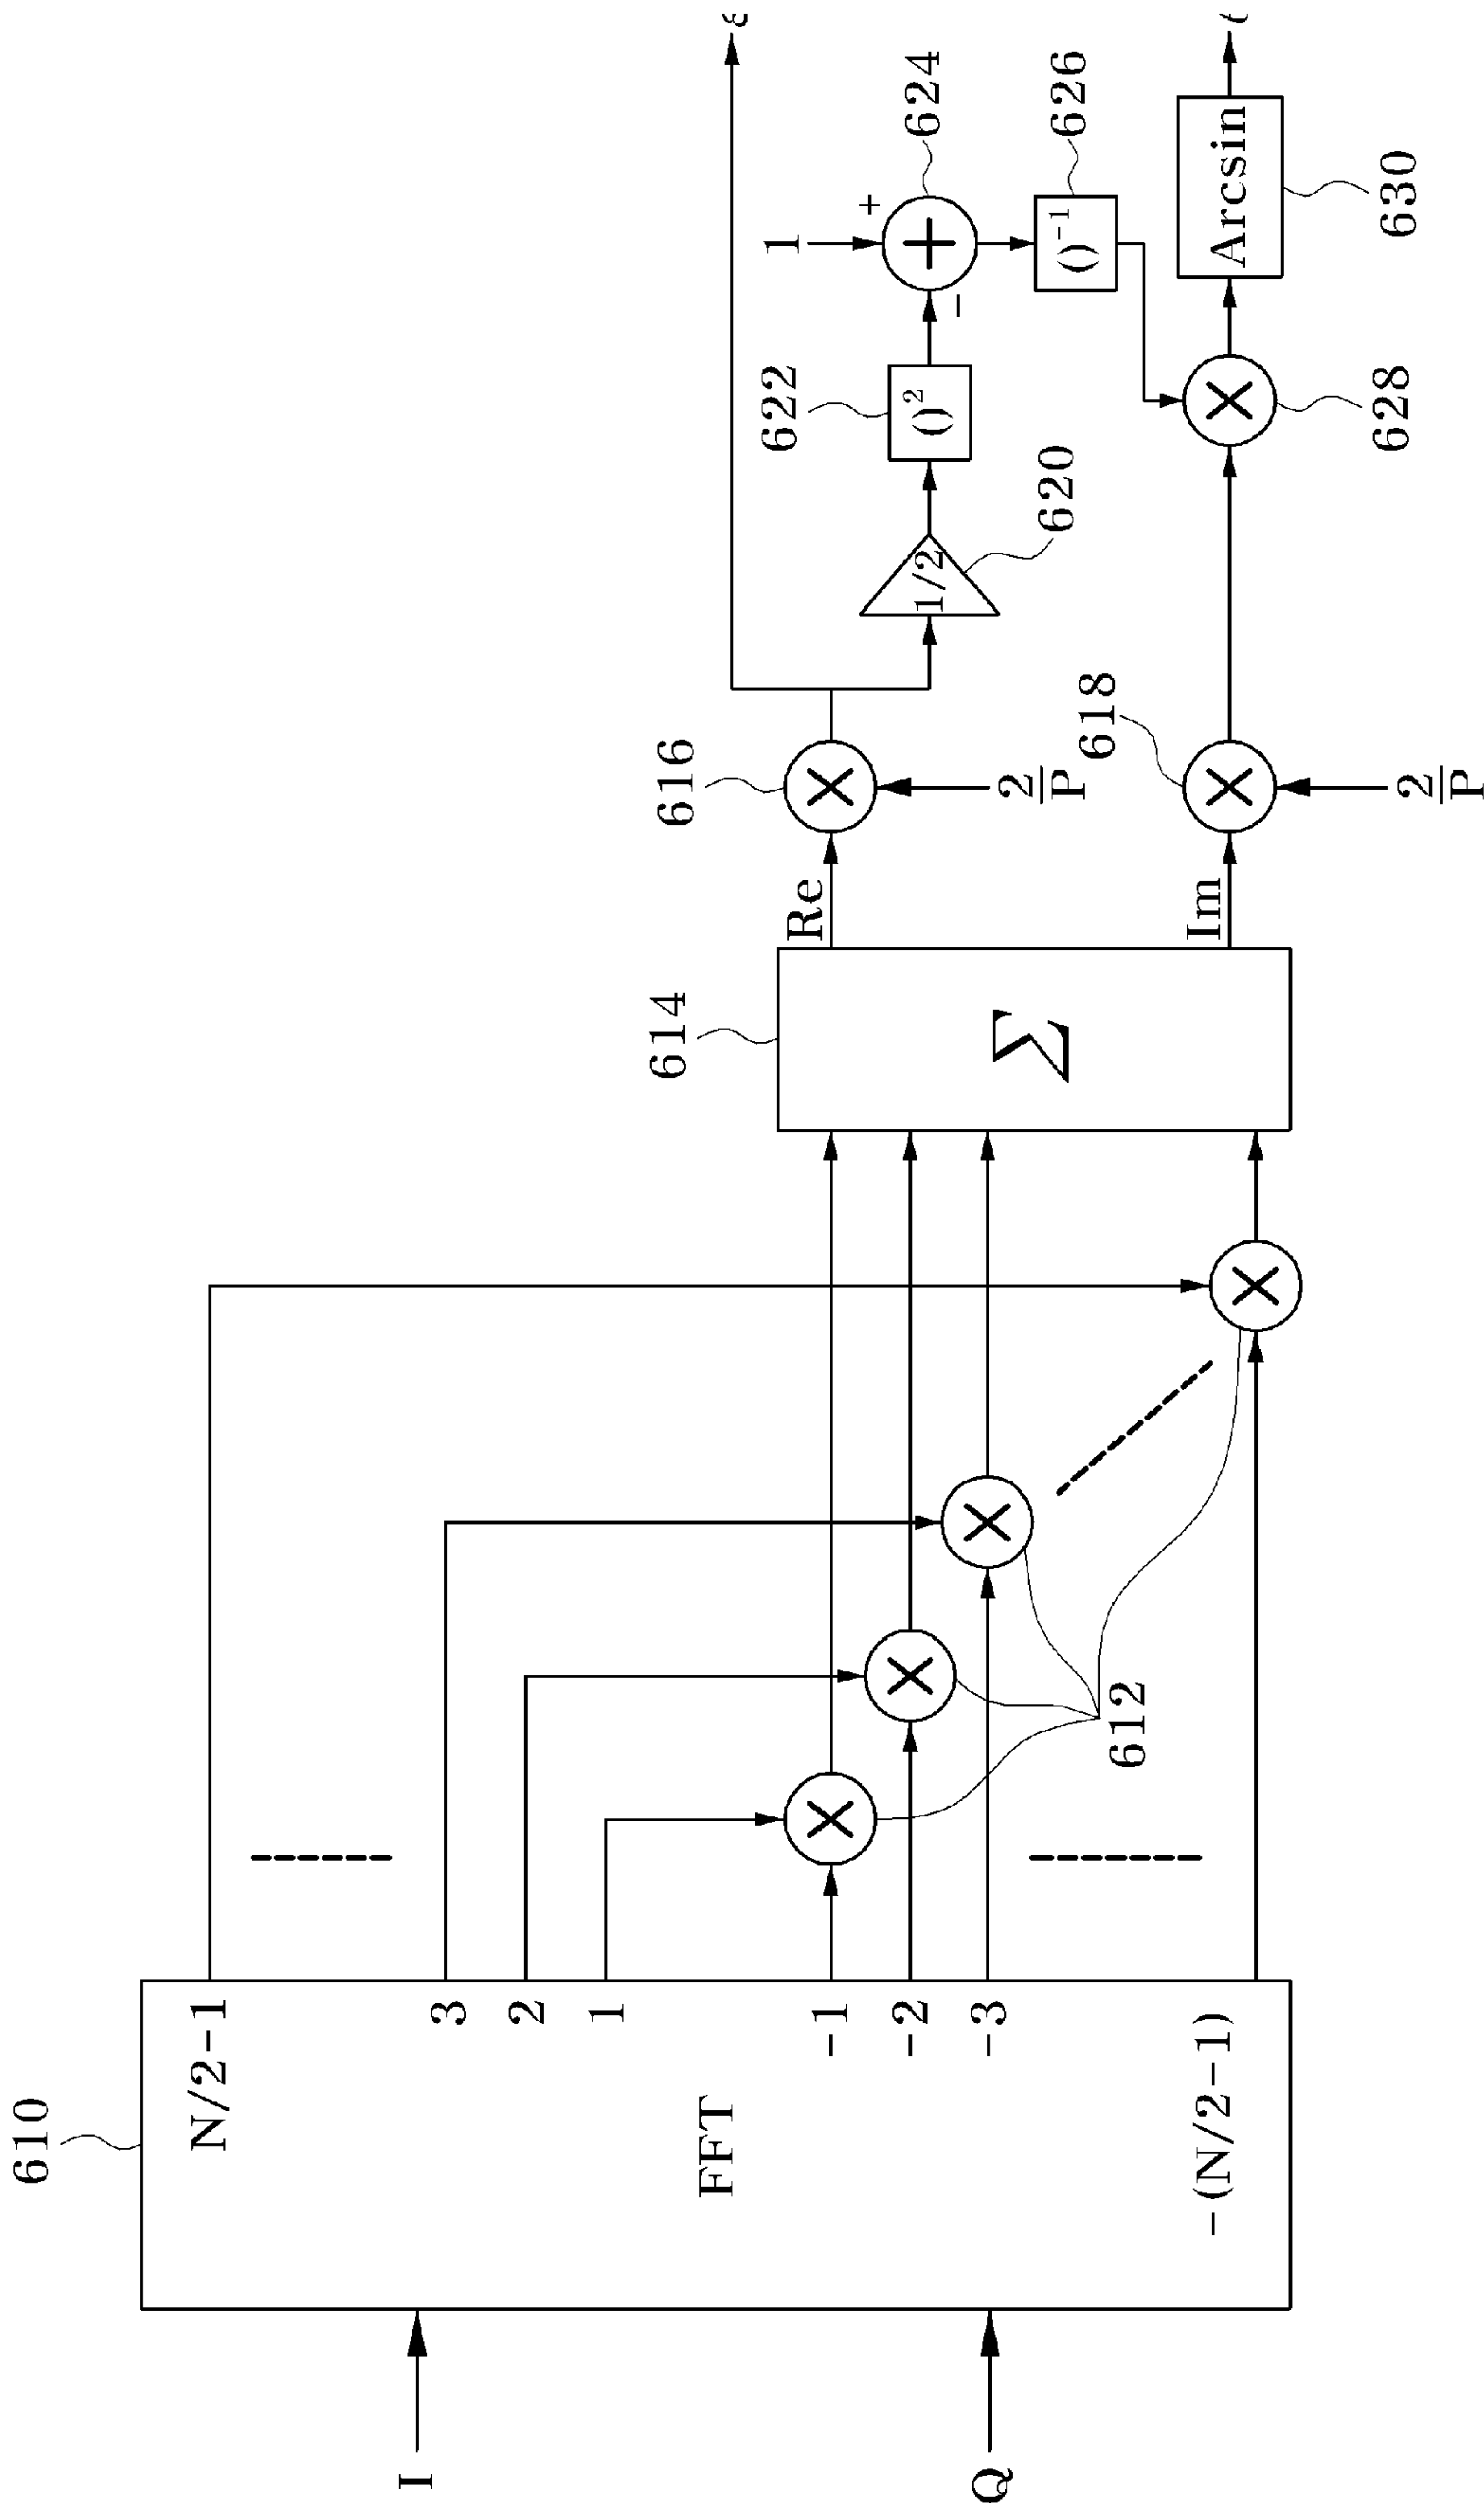 610
I
Q
FFT
N/2-1
3
2
1
-1
-2
-3
-(N/2-1)
612
614
Σ
Re
Im
616
2
P
618
2
P
1/2
620
622
()²
1
+
-
624
()⁻¹
626
628
Arcsin
630